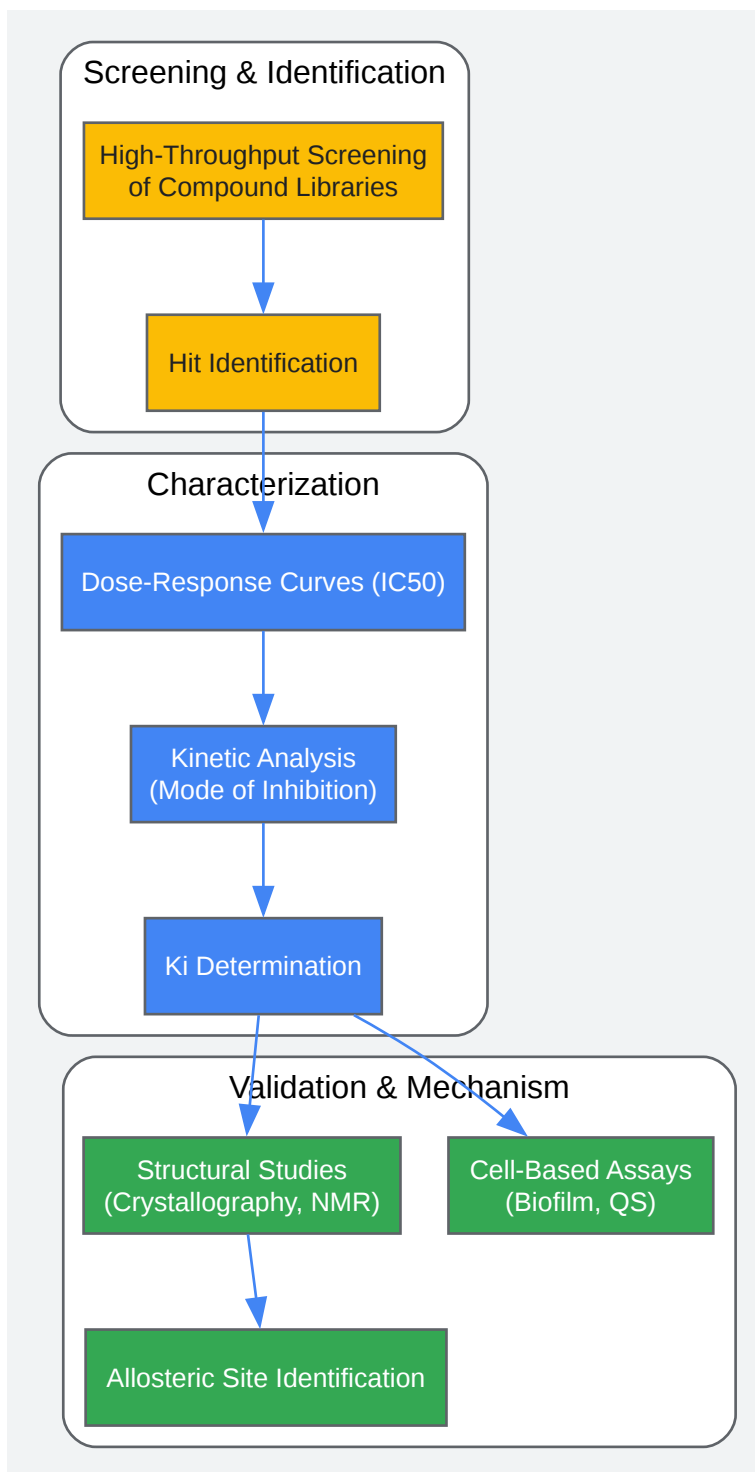 Screening & Identification
High-Throughput Screening
of Compound Libraries
Hit Identification
Characterization
Dose-Response Curves (IC50)
Kinetic Analysis
(Mode of Inhibition)
Ki Determination
Validation & Mechanism
Structural Studies
(Crystallography, NMR)
Cell-Based Assays
(Biofilm, QS)
Allosteric Site Identification